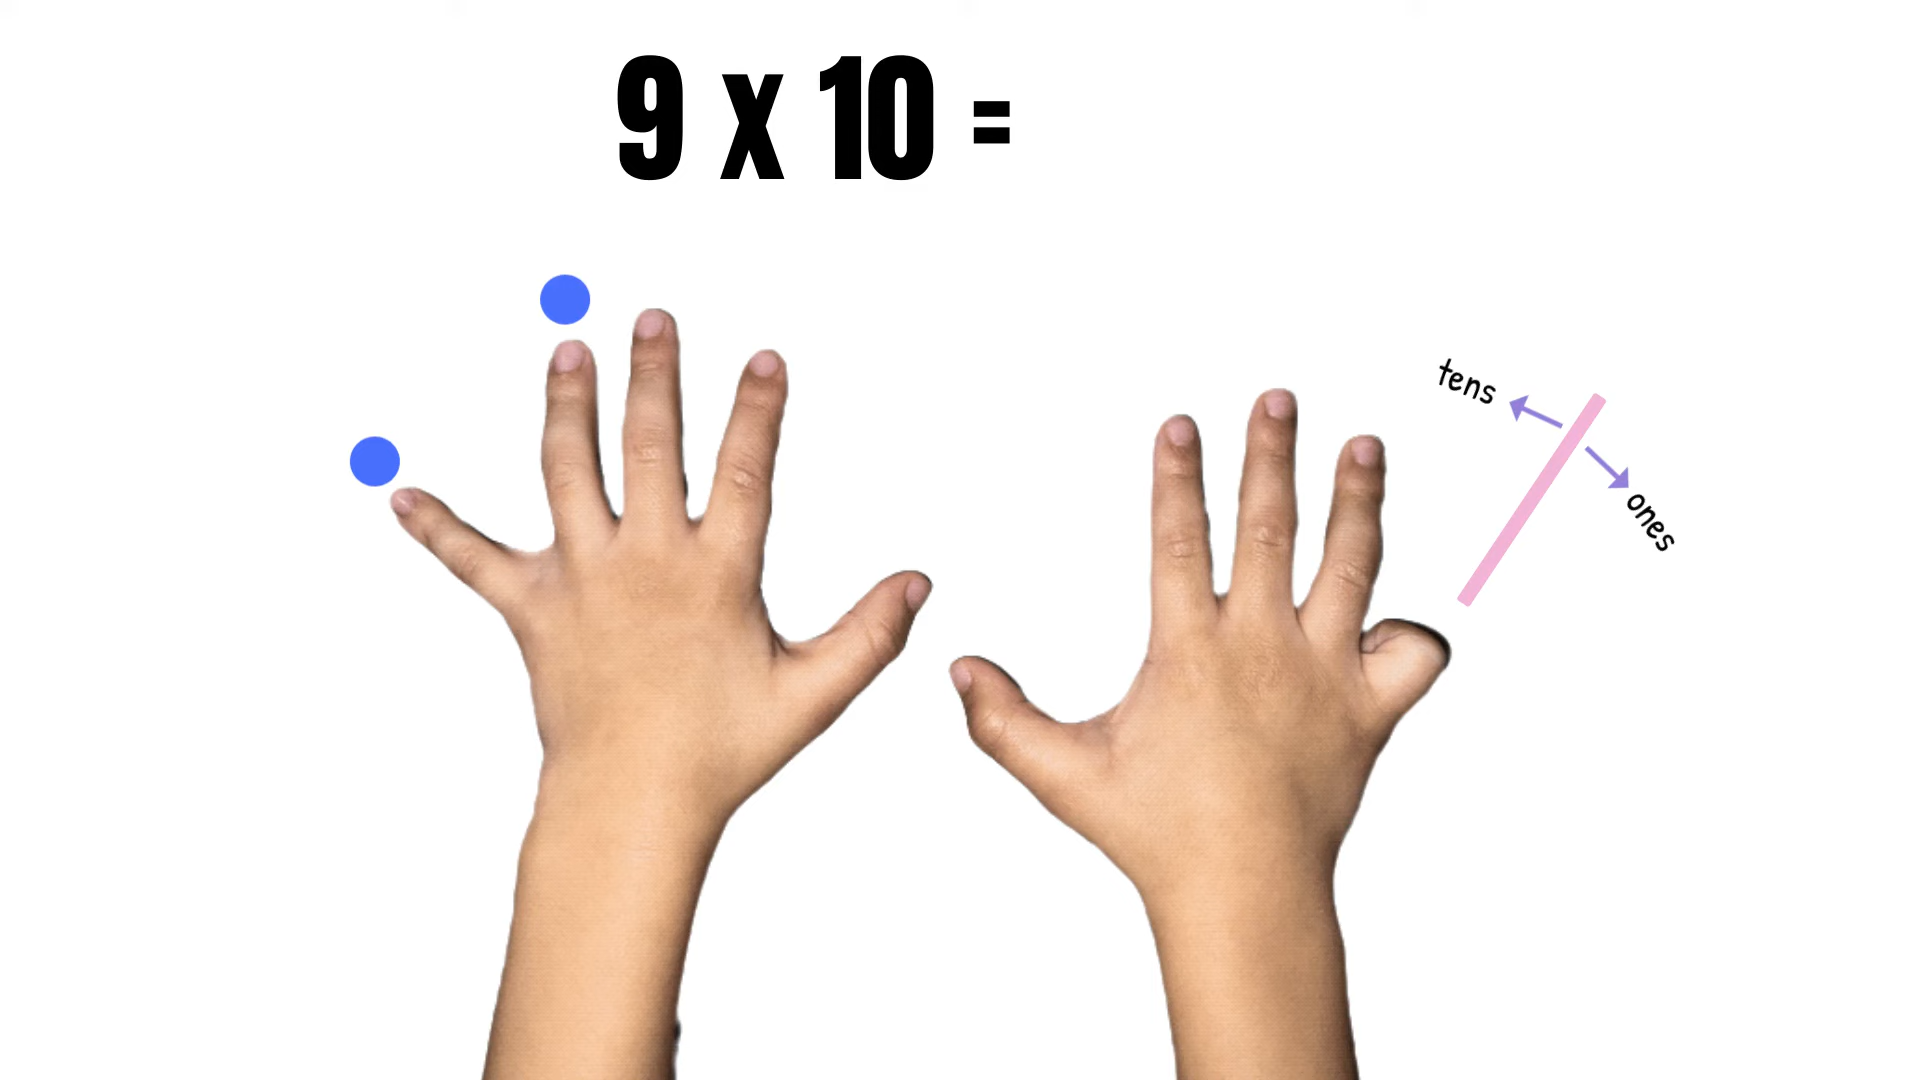 9 x 10 =
tens
ones